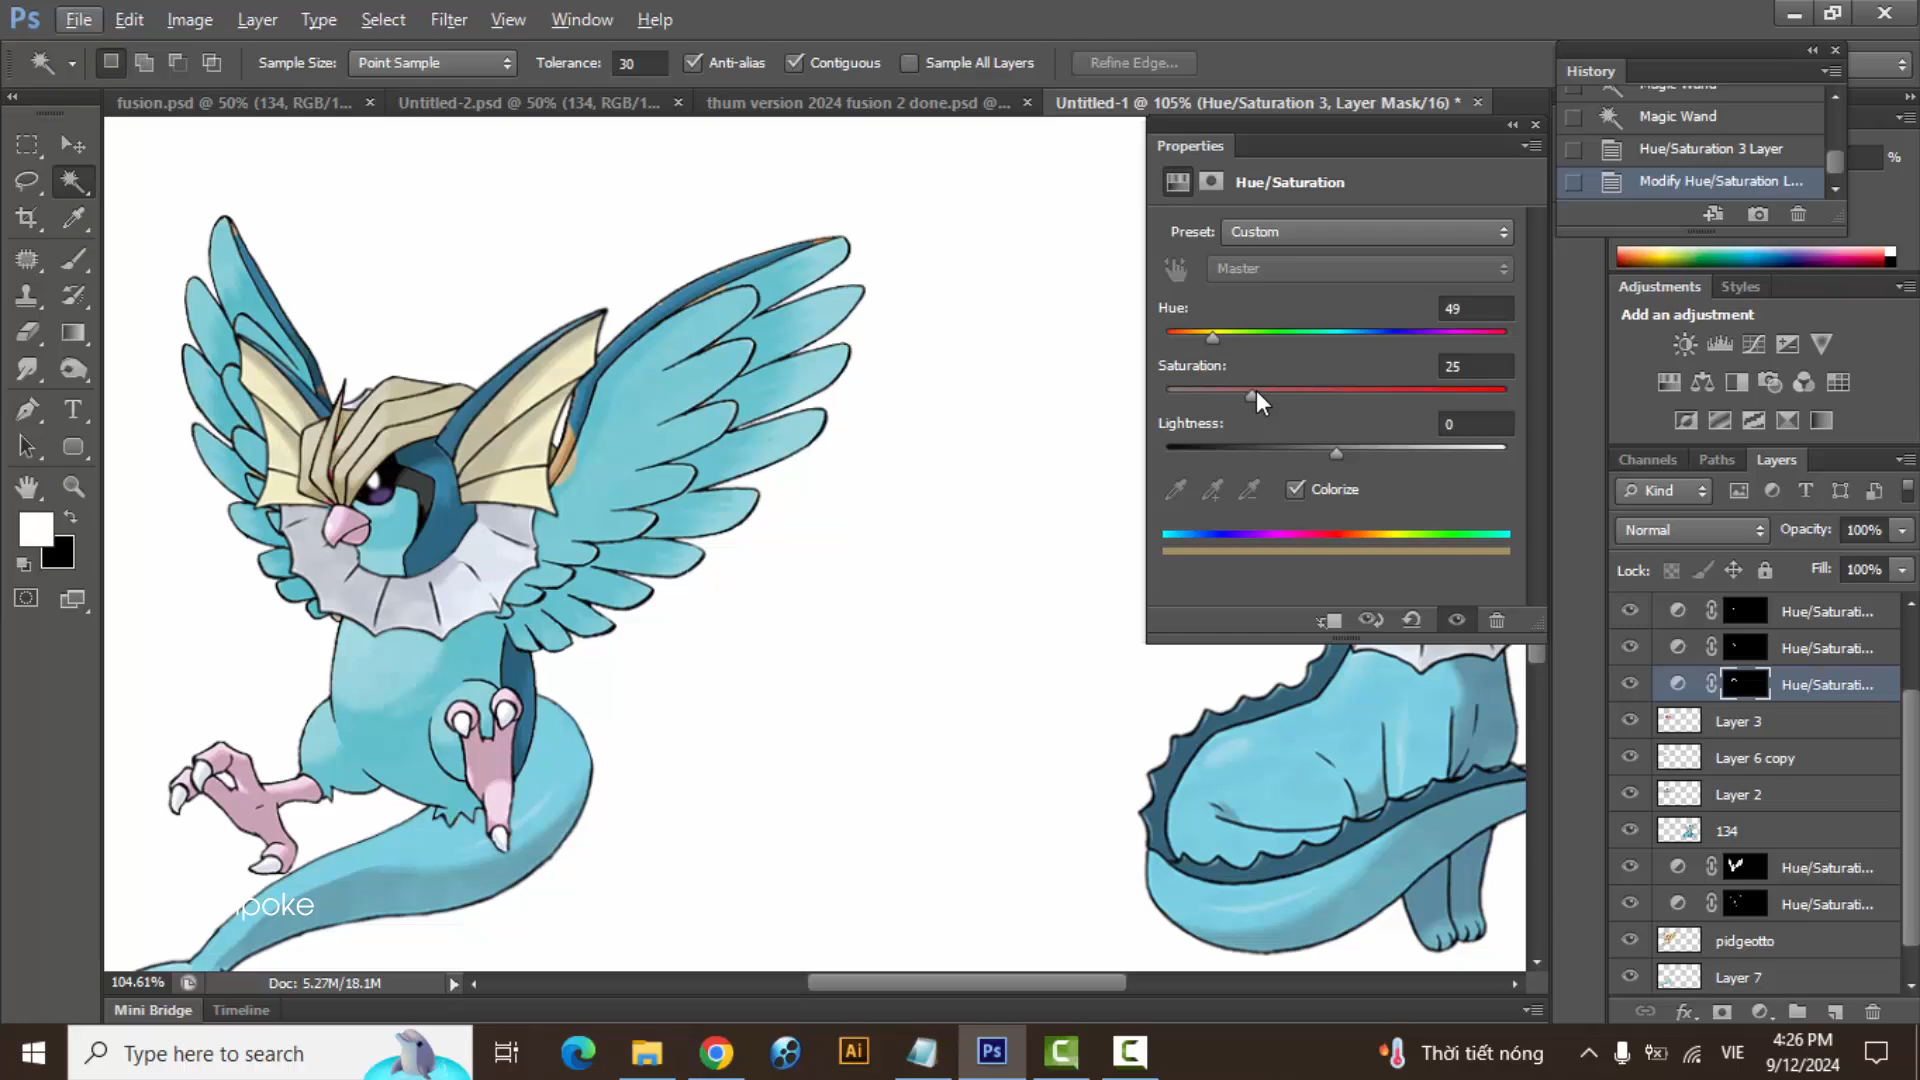 Ps File Edit Image Layer Type Select Filter View Window Help
Sample Size: Point Sample Tolerance: 30 Anti-alias Contiguous Sample All Layers Refine Edge...
fusion.psd @ 50% (134, RGB/1... Untitled-2.psd @ 50% (134, RGB/1... thum version 2024 fusion 2 done.psd @... Untitled-1 @ 105% (Hue/Saturation 3, Layer Mask/16) *
History
Magic Wand
Magic Wand
Hue/Saturation 3 Layer
Modify Hue/Saturation L...
%
Properties
Hue/Saturation
Preset: Custom
Master
Hue: 49
Saturation: 25
Lightness: 0
Colorize
Adjustments Styles
Add an adjustment
Channels Paths Layers
Kind
Normal Opacity: 100%
Lock: Fill: 100%
Hue/Saturati...
Hue/Saturati...
Hue/Saturati...
Layer 3
Layer 6 copy
Layer 2
134
Hue/Saturati...
Hue/Saturati...
pidgeotto
Layer 7
poke
104.61% Doc: 5.27M/18.1M
Mini Bridge Timeline
Type here to search
Ai Ps
Thời tiết nóng
VIE
4:26 PM
9/12/2024